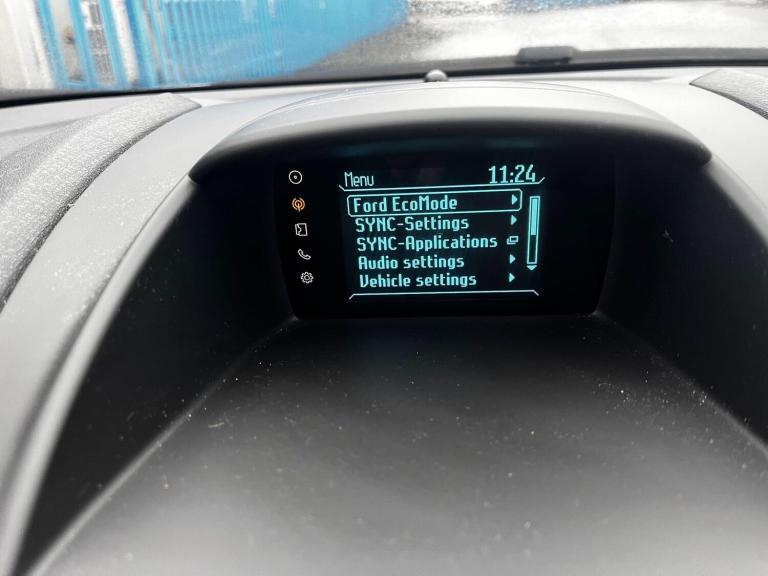 Menu 11:24
Ford EcoMode
SYNC-Settings
SYNC-Applications
Audio settings
Vehicle settings